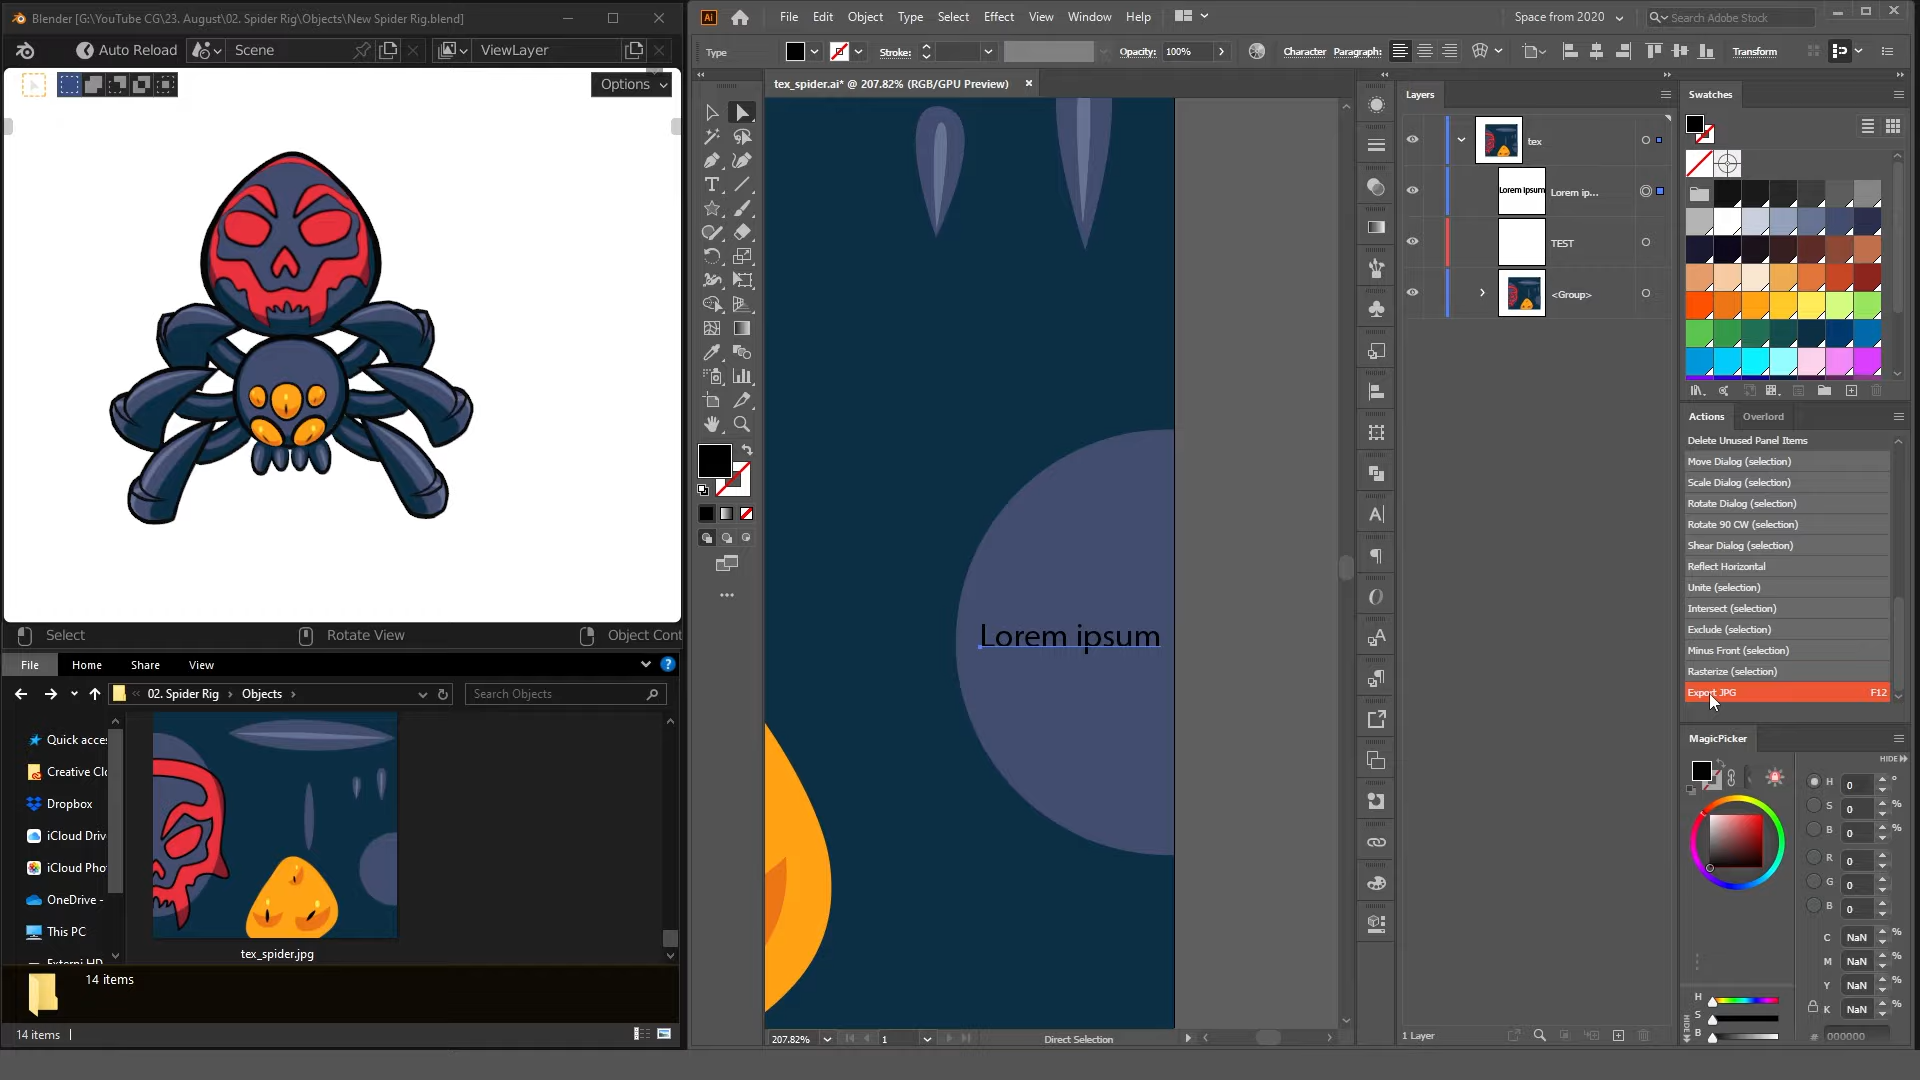 Blender [G:\YouTube CG\23. August\02. Spider Rig\Objects\New Spider Rig.blend]
Auto Reload
Scene
ViewLayer
Options
Select
Rotate View
Object Cont
File
Home
Share
View
02. Spider Rig
Objects
Search Objects
Quick acce
Creative Clo
Dropbox
iCloud Driv
iCloud Pho
OneDrive -
This PC
tex_spider.jpg
14 items
14 items
Ai
File Edit Object Type Select Effect View Window Help
Space from 2020
Search Adobe Stock
Type
Stroke:
Opacity: 100%
Character Paragraph:
Transform
tex_spider.ai* @ 207.82% (RGB/GPU Preview)
Lorem ipsum
207.82%
1
Direct Selection
Layers
tex
Lorem ipsum
Lorem ip...
TEST
<Group>
1 Layer
Swatches
Actions Overlord
Delete Unused Panel Items
Move Dialog (selection)
Scale Dialog (selection)
Rotate Dialog (selection)
Rotate 90 CW (selection)
Shear Dialog (selection)
Reflect Horizontal
Unite (selection)
Intersect (selection)
Exclude (selection)
Minus Front (selection)
Rasterize (selection)
Export JPG F12
MagicPicker
HIDE
H 0 °
S 0 %
B 0 %
R 0
G 0
B 0
C NaN %
M NaN %
Y NaN %
K NaN %
H
S
B
HIDE
# 000000